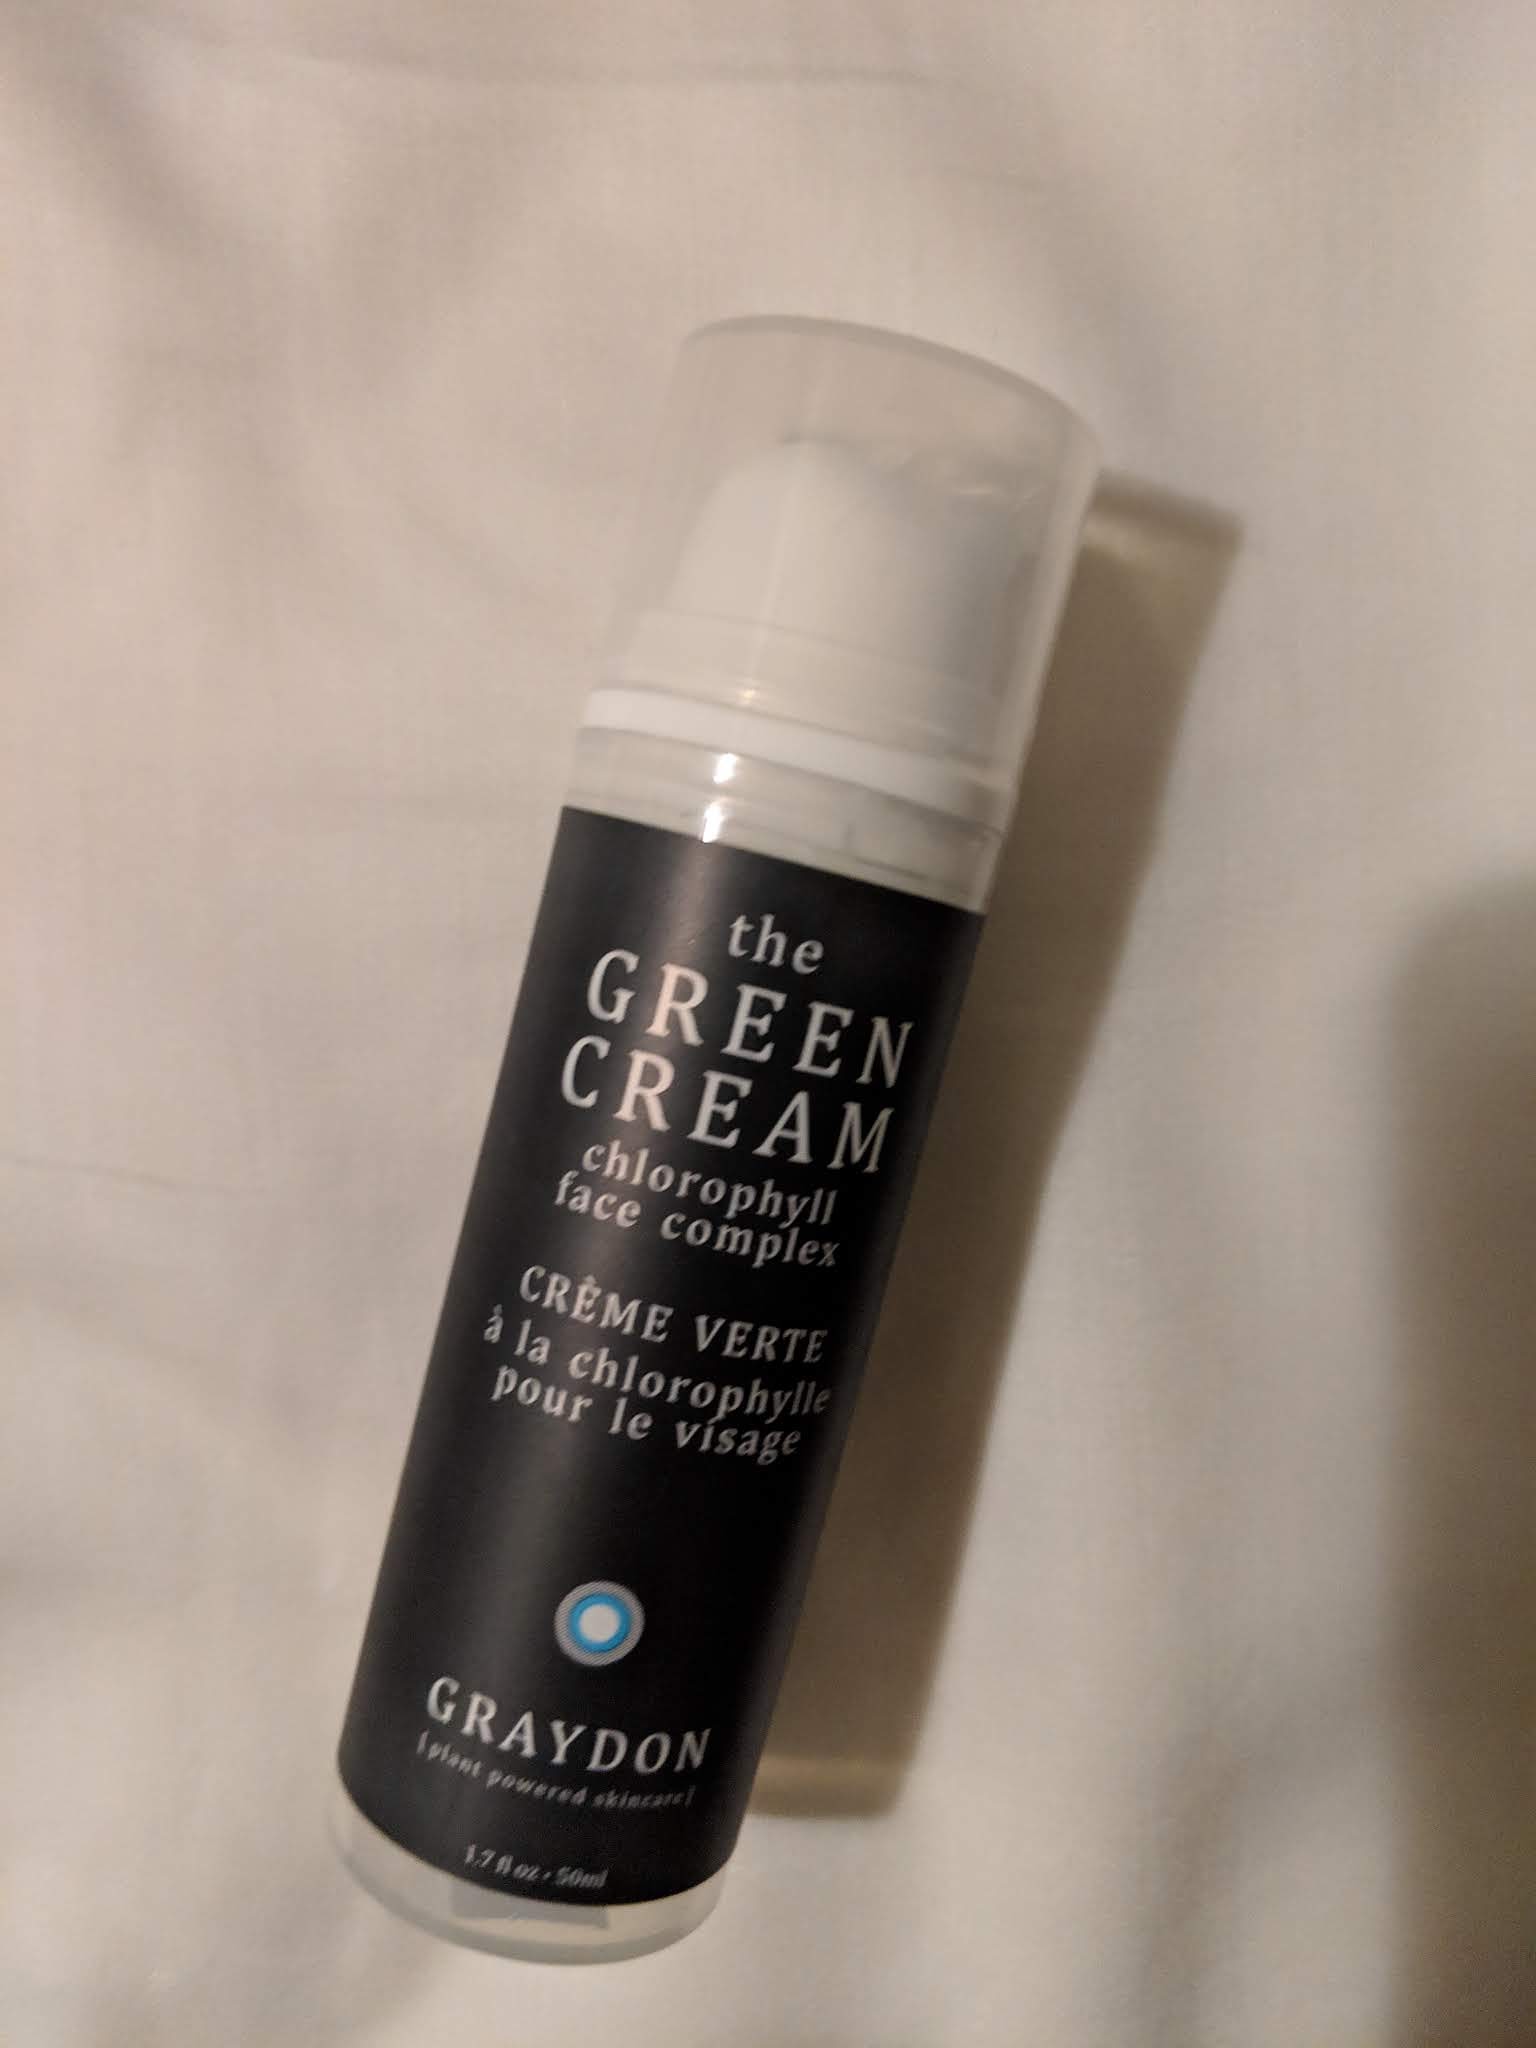 the
GREEN
CREAM
chlorophyll
face complex
CRÊME VERTE
à la chlorophylle
pour le visage
GRAYDON
[plant powered skincare]
1.7 fl oz • 50ml